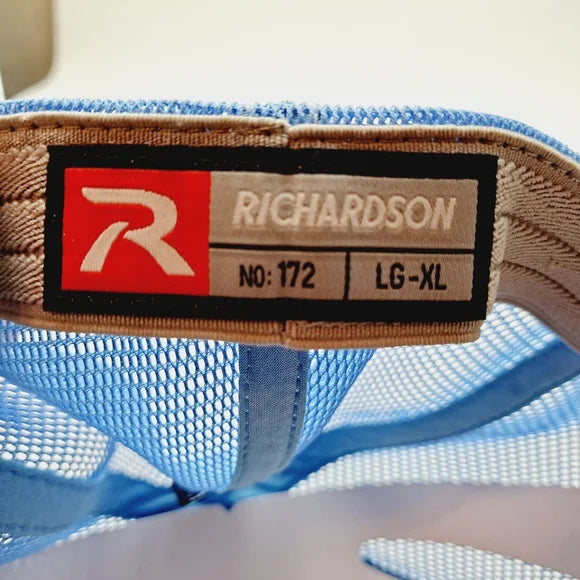 R
RICHARDSON
NO: 172
LG-XL